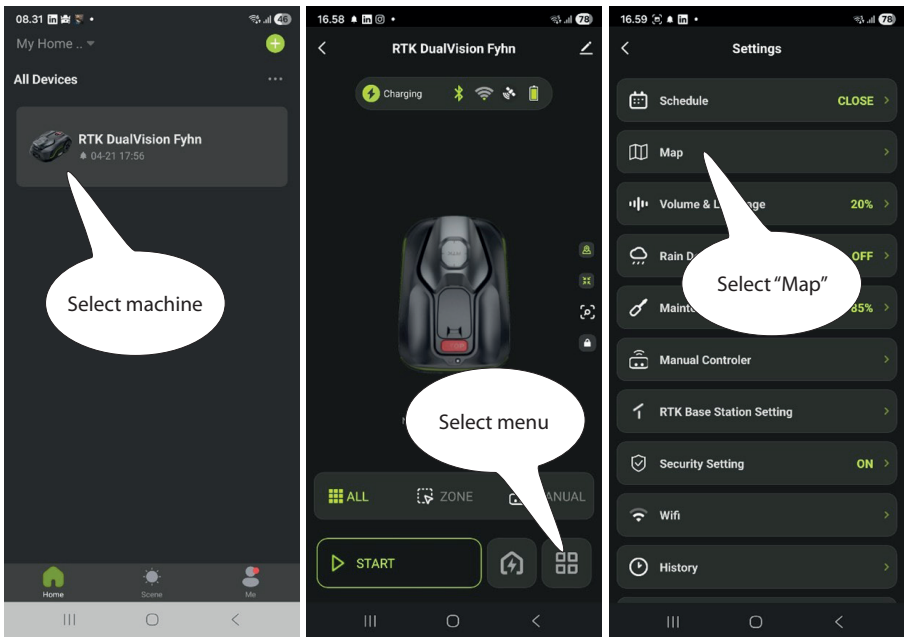 08.31
46
My Home ..
All Devices
RTK DualVision Fyhn
04-21 17:56
Select machine
Home
Scene
Me
16.58
78
RTK DualVision Fyhn
Charging
Select menu
ALL
ZONE
ANUAL
START
16.59
78
Settings
Schedule
CLOSE
Map
Volume & L
age
20%
Rain D
OFF
Select “Map”
Mainte
85%
Manual Controler
RTK Base Station Setting
Security Setting
ON
Wifi
History